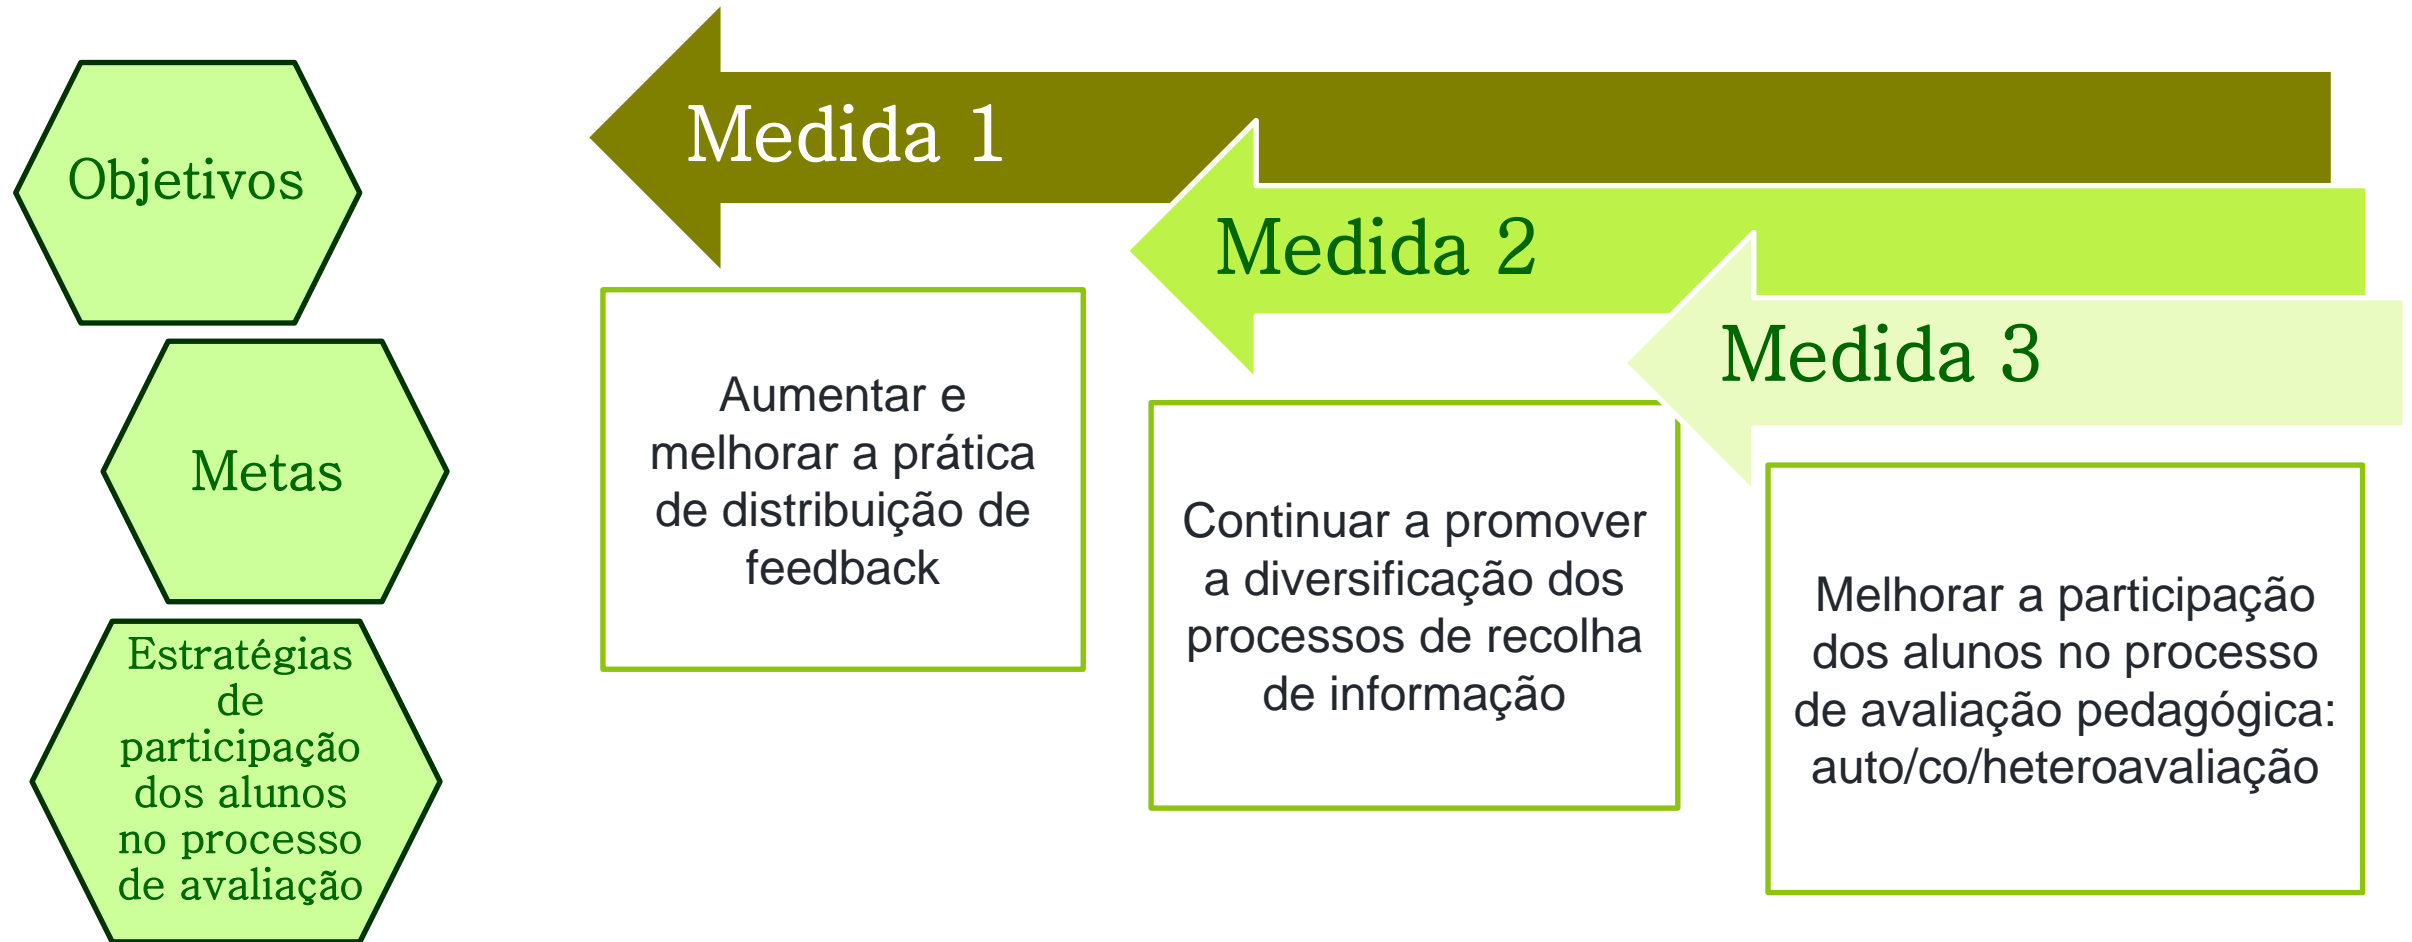 Objetivos
Metas
Estratégias
de
participação
dos alunos
no processo
de avaliação
Medida 1
Aumentar e
melhorar a prática
de distribuição de
feedback
Medida 2
Continuar a promover
a diversificação dos
processos de recolha
de informação
Medida 3
Melhorar a participação
dos alunos no processo
de avaliação pedagógica:
auto/co/heteroavaliação